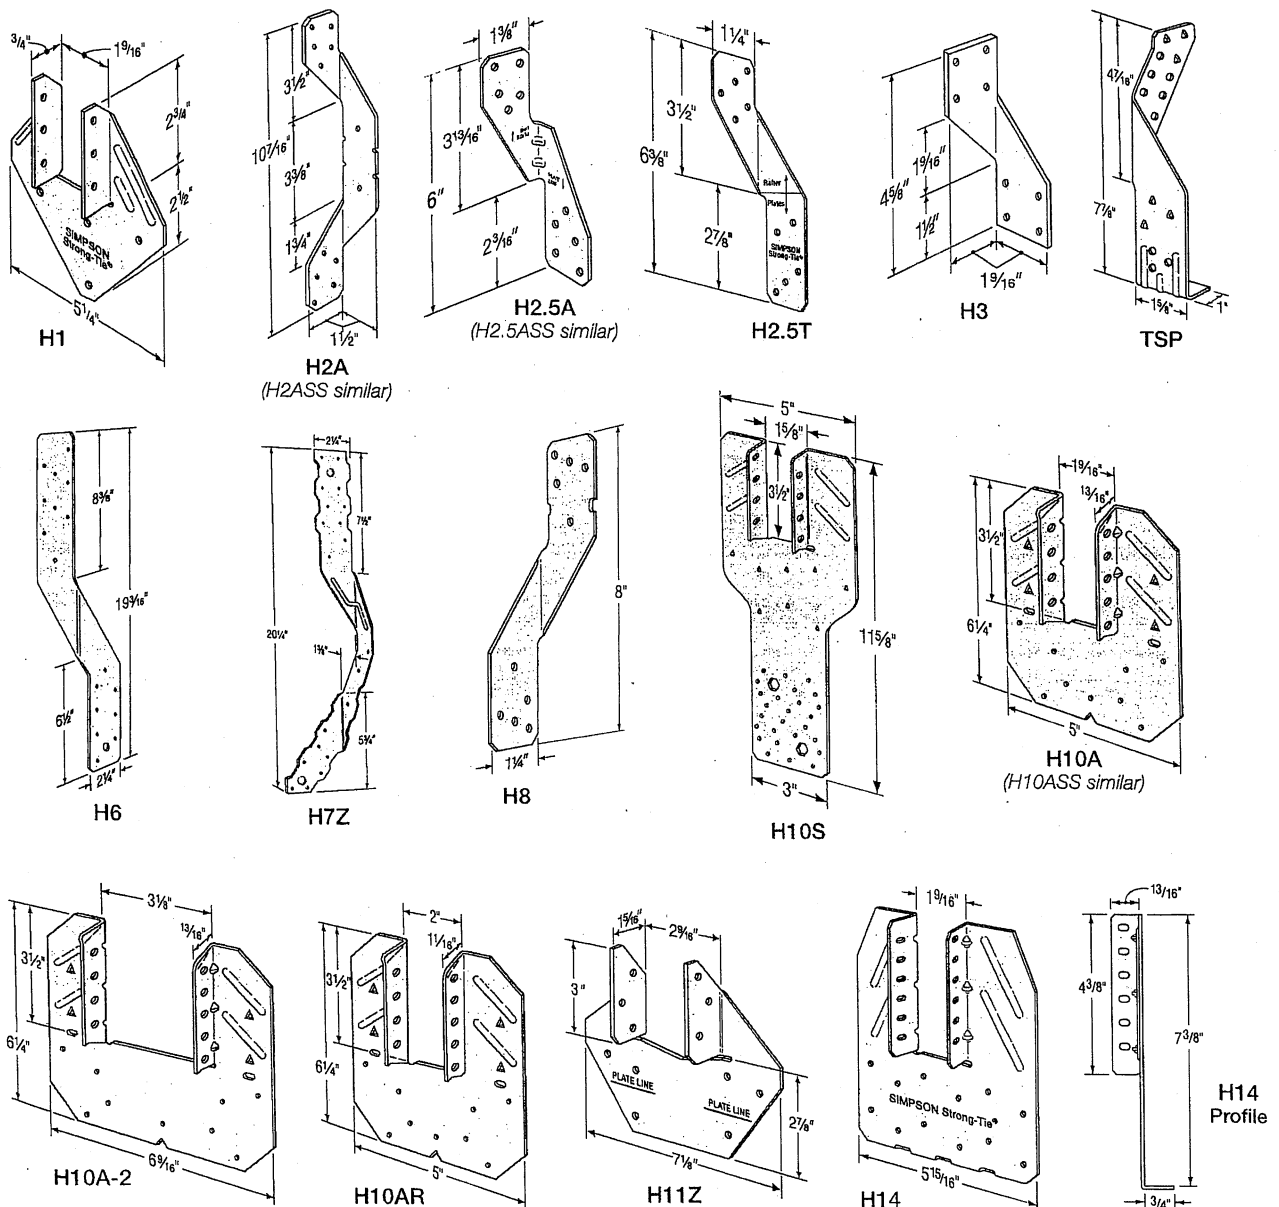 3/4"
1 9/16"
2 3/4"
2 1/2"
SIMPSON
Strong-Tie®
5 1/4"
H1
3 1/2"
10 7/16"
3 3/8"
1 3/4"
1 1/2"
H2A
(H2ASS similar)
1 3/8"
3 13/16"
6"
2 3/16"
PLATE
LINE
H2.5A
(H2.5ASS similar)
1 1/4"
3 1/2"
6 3/8"
2 7/8"
Rafter
Plates
SIMPSON
Strong-Tie®
H2.5T
4 5/8"
1 9/16"
1 1/2"
1 9/16"
H3
4 7/16"
7 7/8"
1 5/8"
1"
TSP
8 3/8"
19 3/16"
6 1/2"
2 1/4"
H6
2 1/4"
7 1/2"
20 1/4"
5 3/4"
H7Z
8"
1 1/4"
H8
5"
1 5/8"
3 1/2"
11 5/8"
3"
H10S
1 9/16"
13/16"
3 1/2"
6 1/4"
5"
H10A
(H10ASS similar)
3 1/8"
13/16"
3 1/2"
6 1/4"
6 9/16"
H10A-2
2"
11/16"
3 1/2"
6 1/4"
5"
H10AR
1 5/16"
2 9/16"
3"
PLATE LINE
PLATE LINE
2 7/8"
7 1/8"
H11Z
1 9/16"
SIMPSON Strong-Tie®
5 15/16"
H14
13/16"
4 3/8"
7 3/8"
3/4"
H14
Profile